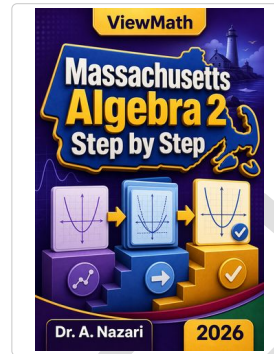 ViewMath
Massachusetts
Algebra 2
Step by Step
Dr. A. Nazari
2026